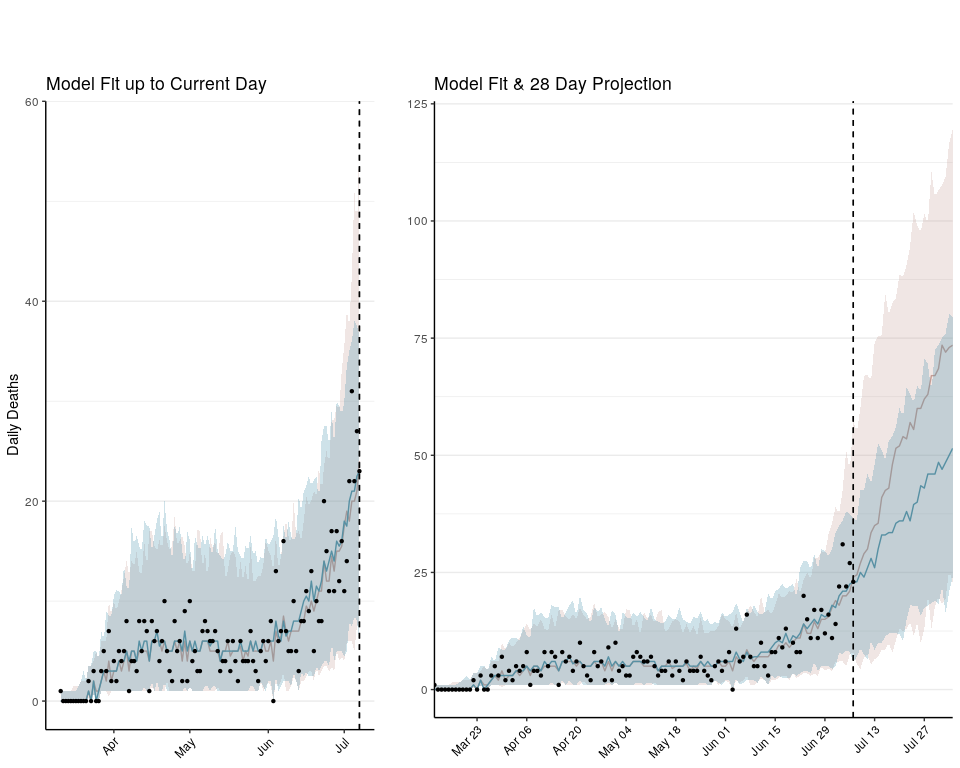 Model Fit up to Current Day
Model Fit & 28 Day Projection
Daily Deaths
60
40
20
0
Apr
May
Jun
Jul
125
100
75
50
25
0
Mar 23
Apr 06
Apr 20
May 04
May 18
Jun 01
Jun 15
Jun 29
Jul 13
Jul 27